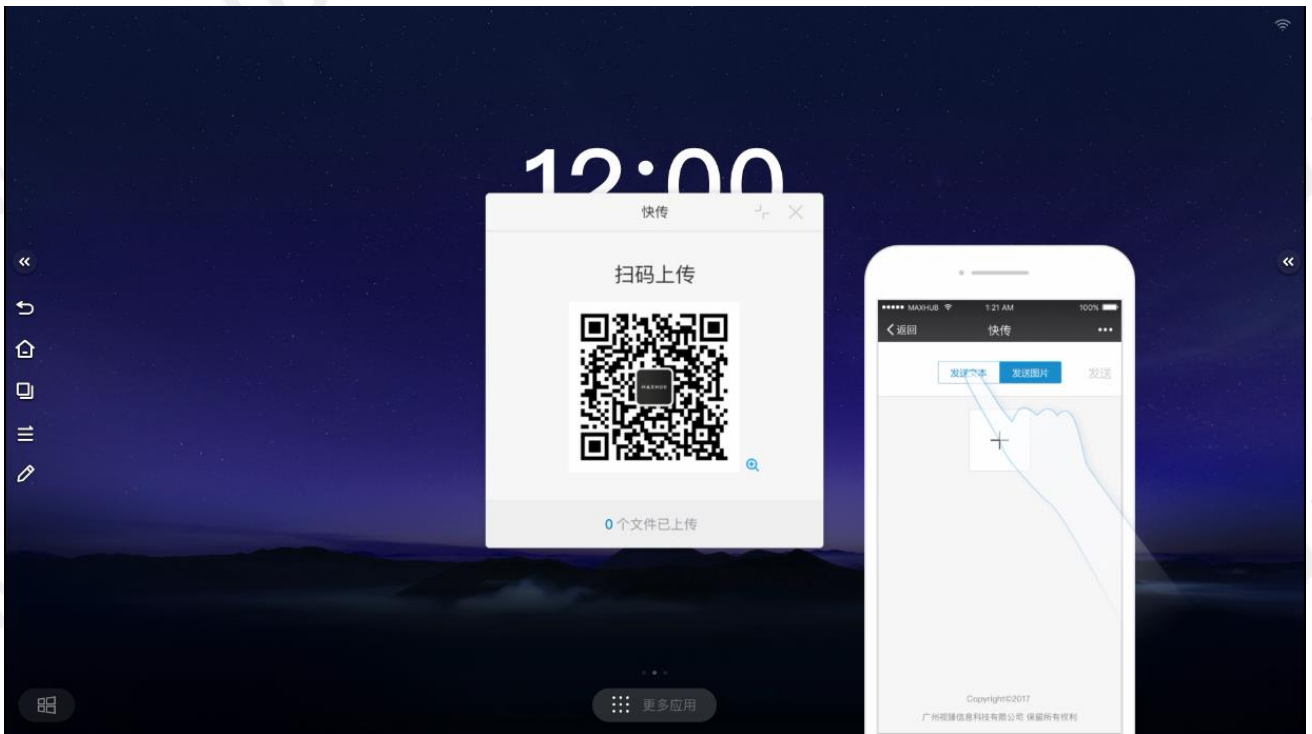 12:00
快传
扫码上传
MAXHUB
0 个文件已上传
更多应用
MAXHUB 1:21 AM 100%
返回 快传
发送文本 发送图片 发送
Copyright©2017
广州视臻信息科技有限公司 保留所有权利